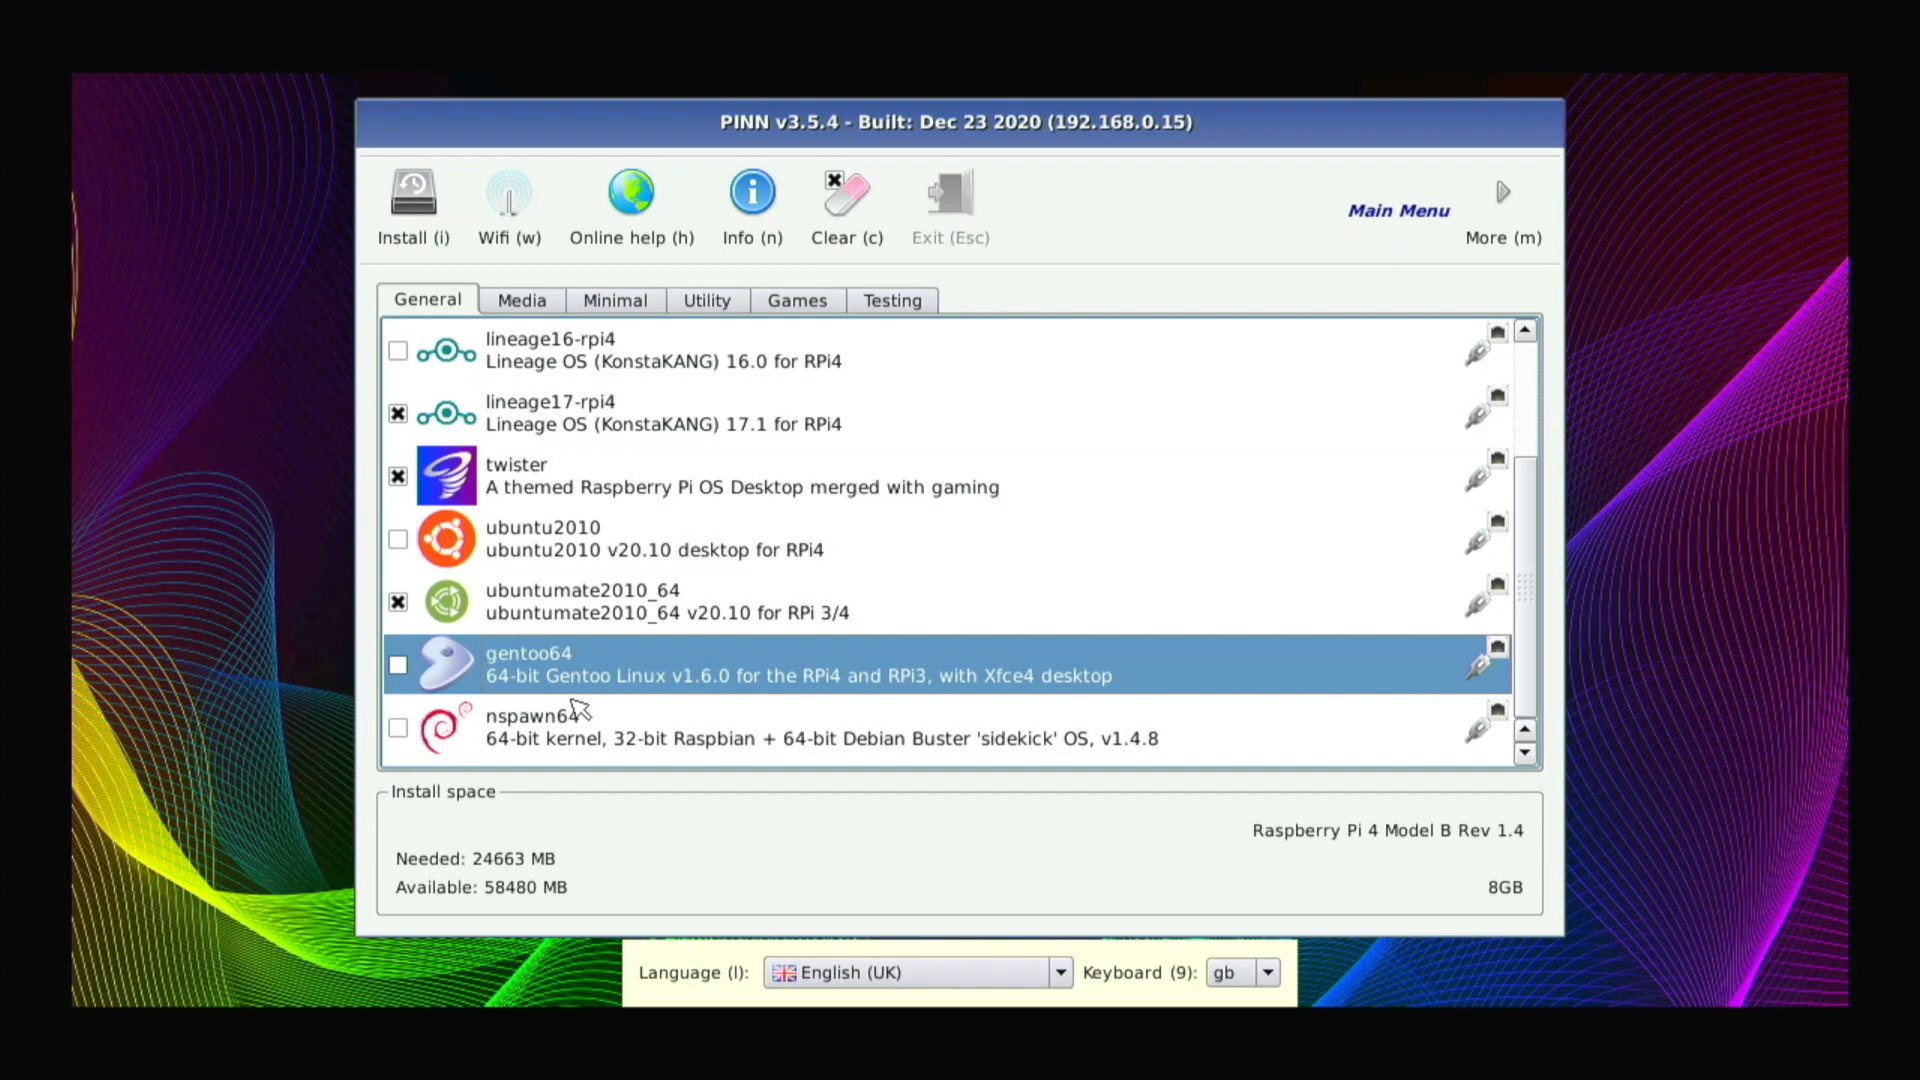 PINN v3.5.4 - Built: Dec 23 2020 (192.168.0.15)
Install (i)
Wifi (w)
Online help (h)
Info (n)
Clear (c)
Exit (Esc)
Main Menu
More (m)
General
Media
Minimal
Utility
Games
Testing
lineage16-rpi4
Lineage OS (KonstaKANG) 16.0 for RPi4
lineage17-rpi4
Lineage OS (KonstaKANG) 17.1 for RPi4
twister
A themed Raspberry Pi OS Desktop merged with gaming
ubuntu2010
ubuntu2010 v20.10 desktop for RPi4
ubuntumate2010_64
ubuntumate2010_64 v20.10 for RPi 3/4
gentoo64
64-bit Gentoo Linux v1.6.0 for the RPi4 and RPi3, with Xfce4 desktop
nspawn64
64-bit kernel, 32-bit Raspbian + 64-bit Debian Buster 'sidekick' OS, v1.4.8
Install space
Raspberry Pi 4 Model B Rev 1.4
Needed: 24663 MB
Available: 58480 MB
8GB
Language (l):
English (UK)
Keyboard (9):
gb